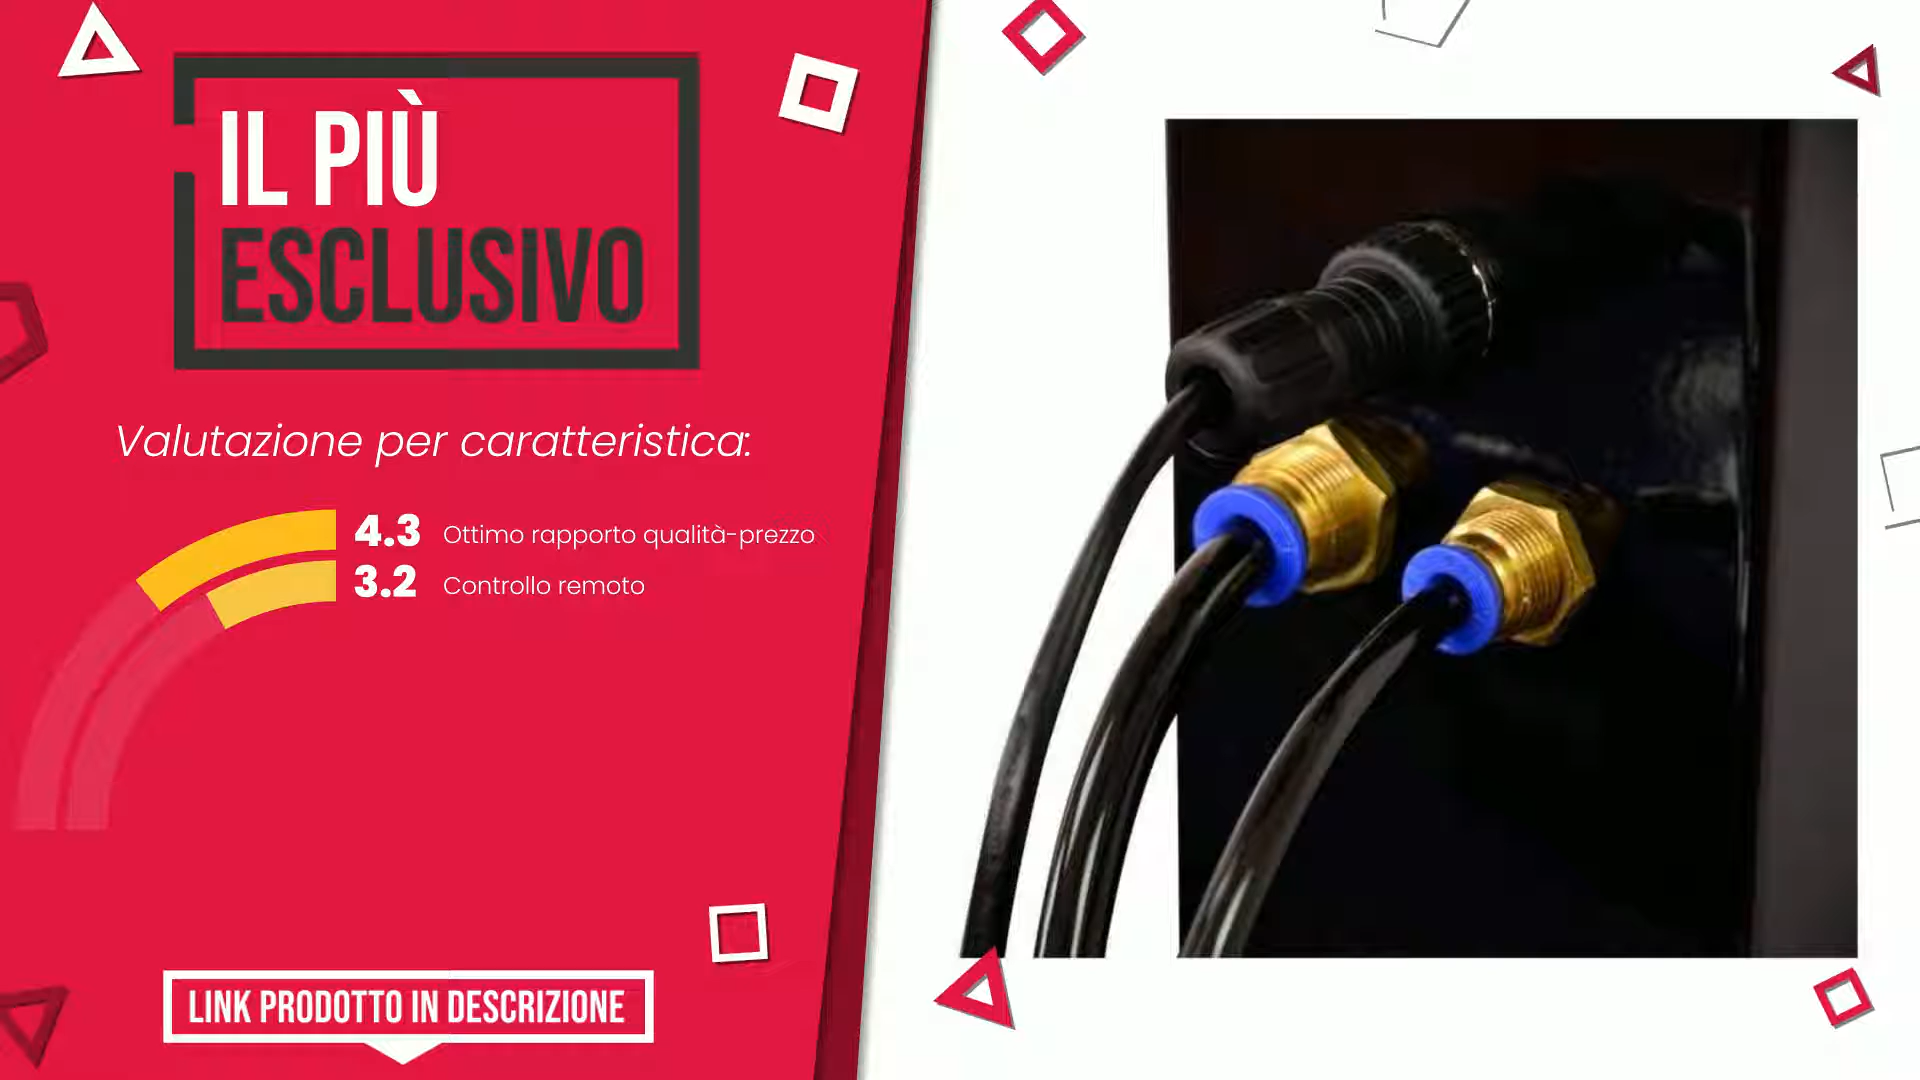 IL PIÙ
ESCLUSIVO
Valutazione per caratteristica:
4.3 Ottimo rapporto qualità-prezzo
3.2 Controllo remoto
LINK PRODOTTO IN DESCRIZIONE